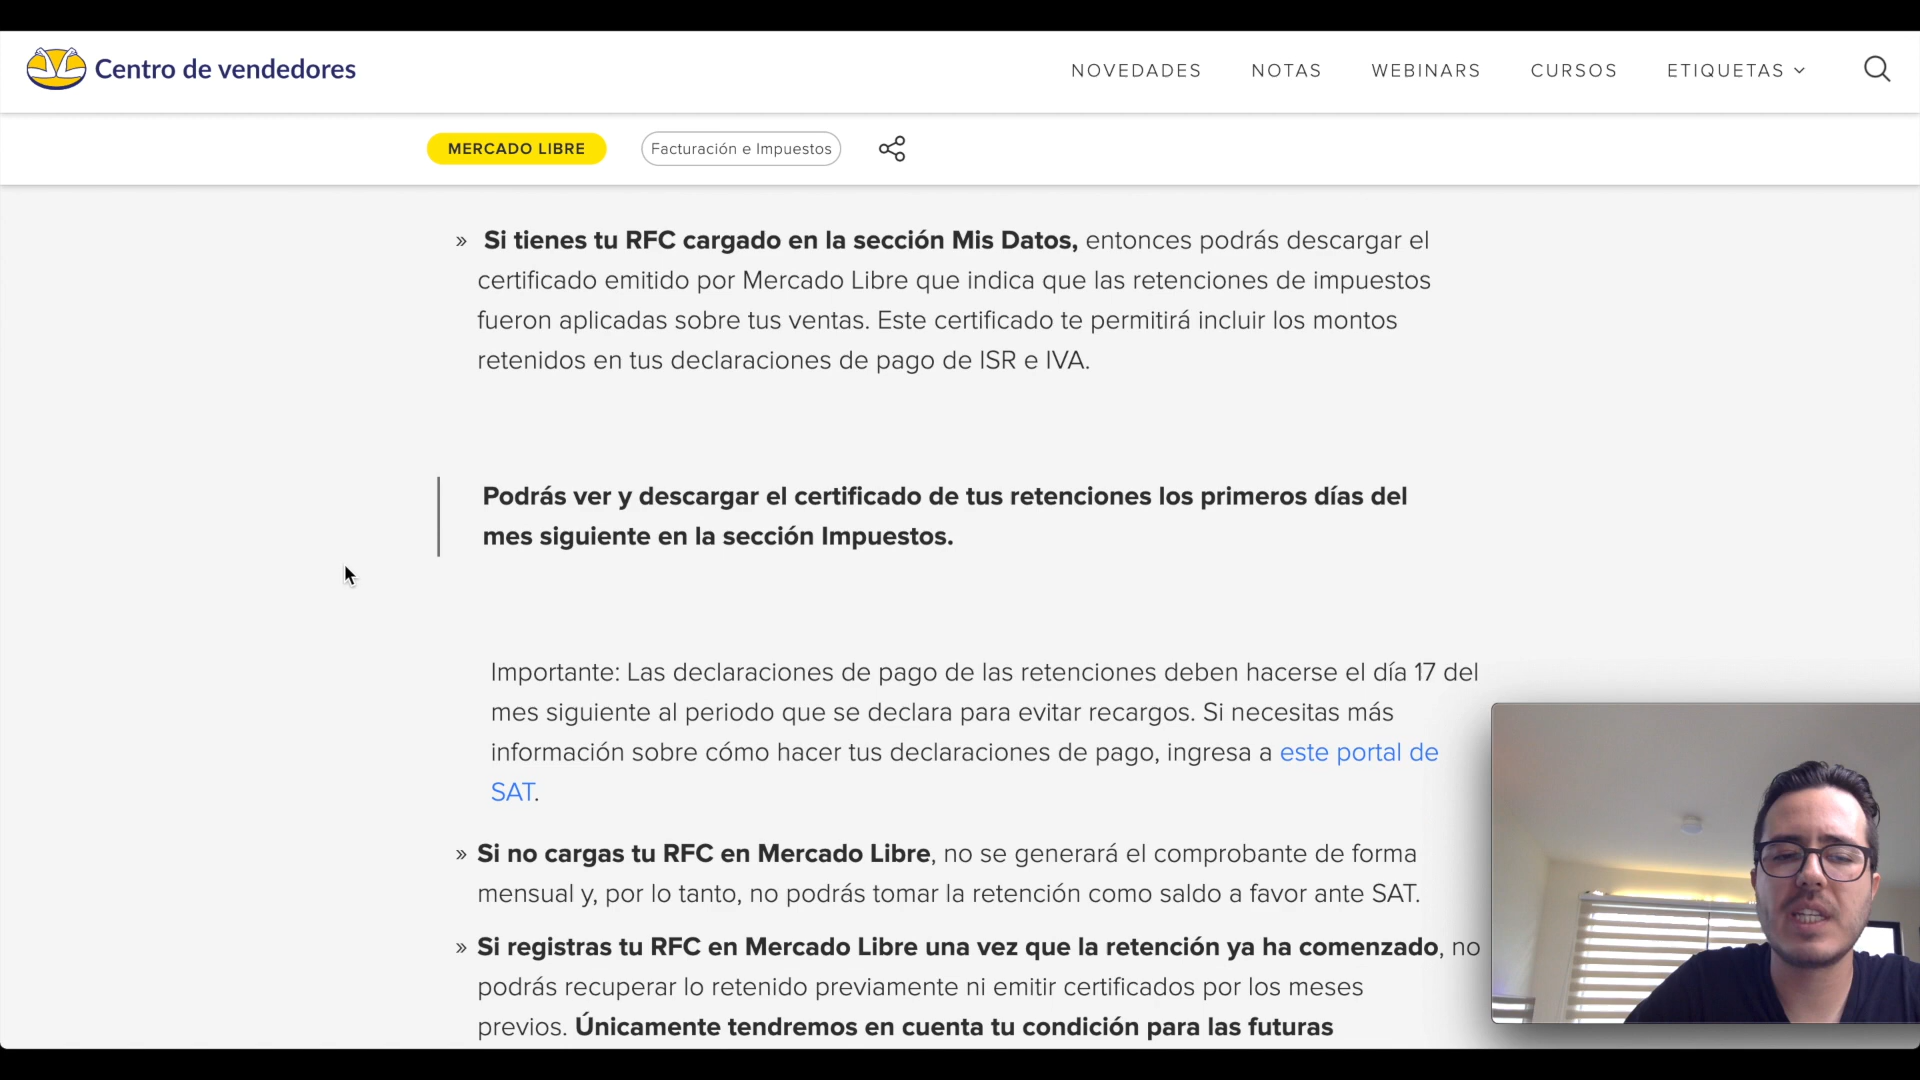 Centro de vendedores
NOVEDADES
NOTAS
WEBINARS
CURSOS
ETIQUETAS
MERCADO LIBRE
Facturación e Impuestos
» Si tienes tu RFC cargado en la sección Mis Datos, entonces podrás descargar el
certificado emitido por Mercado Libre que indica que las retenciones de impuestos
fueron aplicadas sobre tus ventas. Este certificado te permitirá incluir los montos
retenidos en tus declaraciones de pago de ISR e IVA.
Podrás ver y descargar el certificado de tus retenciones los primeros días del
mes siguiente en la sección Impuestos.
Importante: Las declaraciones de pago de las retenciones deben hacerse el día 17 del
mes siguiente al periodo que se declara para evitar recargos. Si necesitas más
información sobre cómo hacer tus declaraciones de pago, ingresa a este portal de
SAT.
» Si no cargas tu RFC en Mercado Libre, no se generará el comprobante de forma
mensual y, por lo tanto, no podrás tomar la retención como saldo a favor ante SAT.
» Si registras tu RFC en Mercado Libre una vez que la retención ya ha comenzado, no
podrás recuperar lo retenido previamente ni emitir certificados por los meses
previos. Únicamente tendremos en cuenta tu condición para las futuras